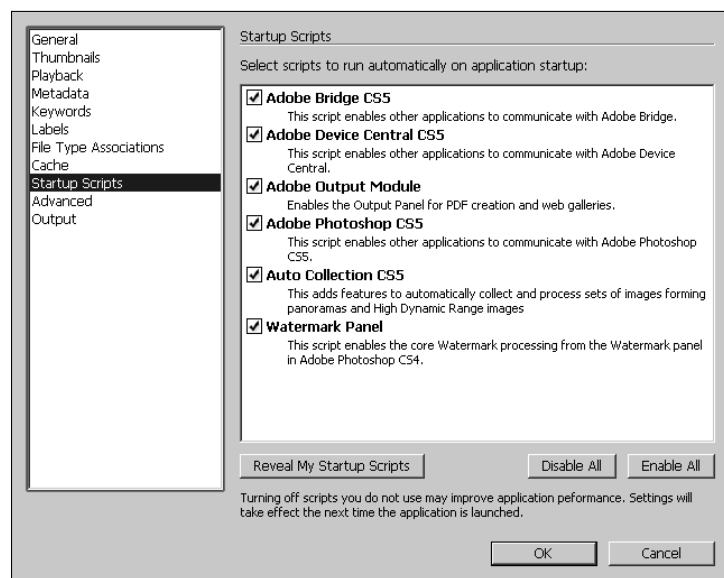 General
Thumbnails
Playback
Metadata
Keywords
Labels
File Type Associations
Cache
Startup Scripts
Advanced
Output
Startup Scripts
Select scripts to run automatically on application startup:
Adobe Bridge CS5
This script enables other applications to communicate with Adobe Bridge.
Adobe Device Central CS5
This script enables other applications to communicate with Adobe Device
Central.
Adobe Output Module
Enables the Output Panel for PDF creation and web galleries.
Adobe Photoshop CS5
This script enables other applications to communicate with Adobe Photoshop
CS5.
Auto Collection CS5
This adds features to automatically collect and process sets of images forming
panoramas and High Dynamic Range images
Watermark Panel
This script enables the core Watermark processing from the Watermark panel
in Adobe Photoshop CS4.
Reveal My Startup Scripts
Disable All
Enable All
Turning off scripts you do not use may improve application peformance. Settings will
take effect the next time the application is launched.
OK
Cancel